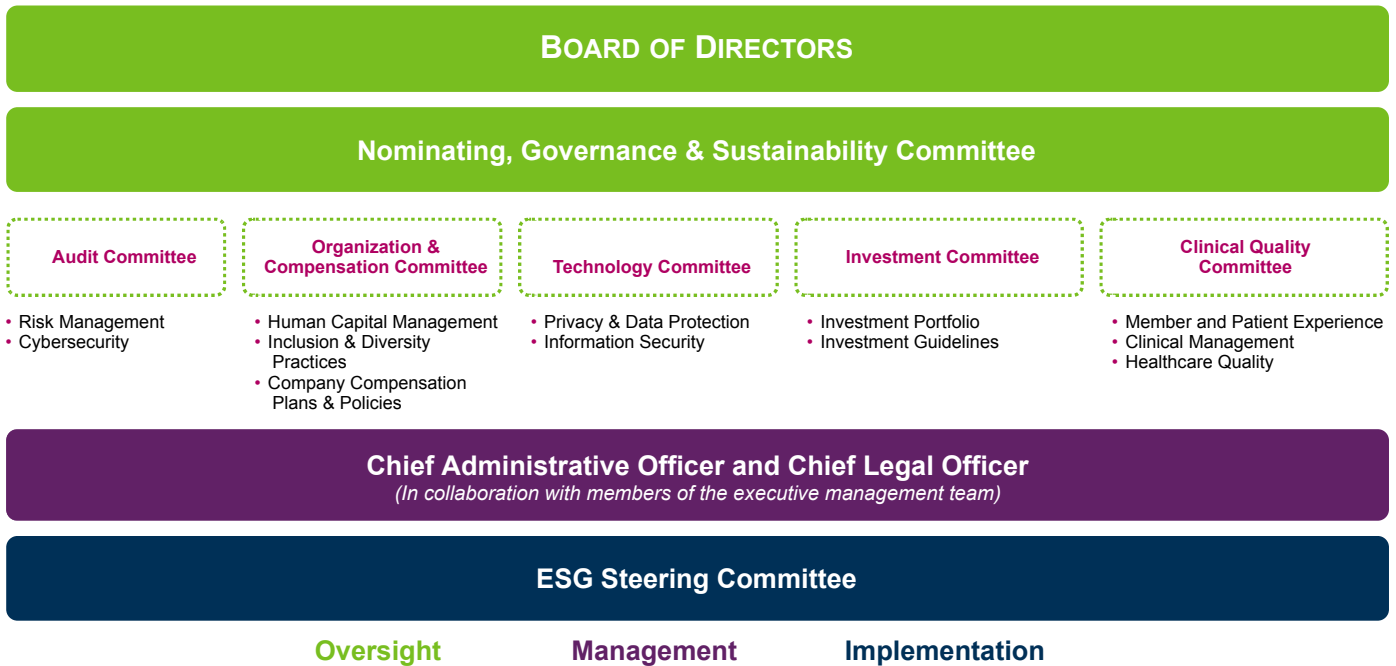 BOARD OF DIRECTORS
Nominating, Governance & Sustainability Committee
Audit Committee
• Risk Management
• Cybersecurity
Organization &
Compensation Committee
• Human Capital Management
• Inclusion & Diversity
Practices
• Company Compensation
Plans & Policies
Technology Committee
• Privacy & Data Protection
• Information Security
Investment Committee
• Investment Portfolio
• Investment Guidelines
Clinical Quality
Committee
• Member and Patient Experience
• Clinical Management
• Healthcare Quality
Chief Administrative Officer and Chief Legal Officer
(In collaboration with members of the executive management team)
ESG Steering Committee
Oversight
Management
Implementation